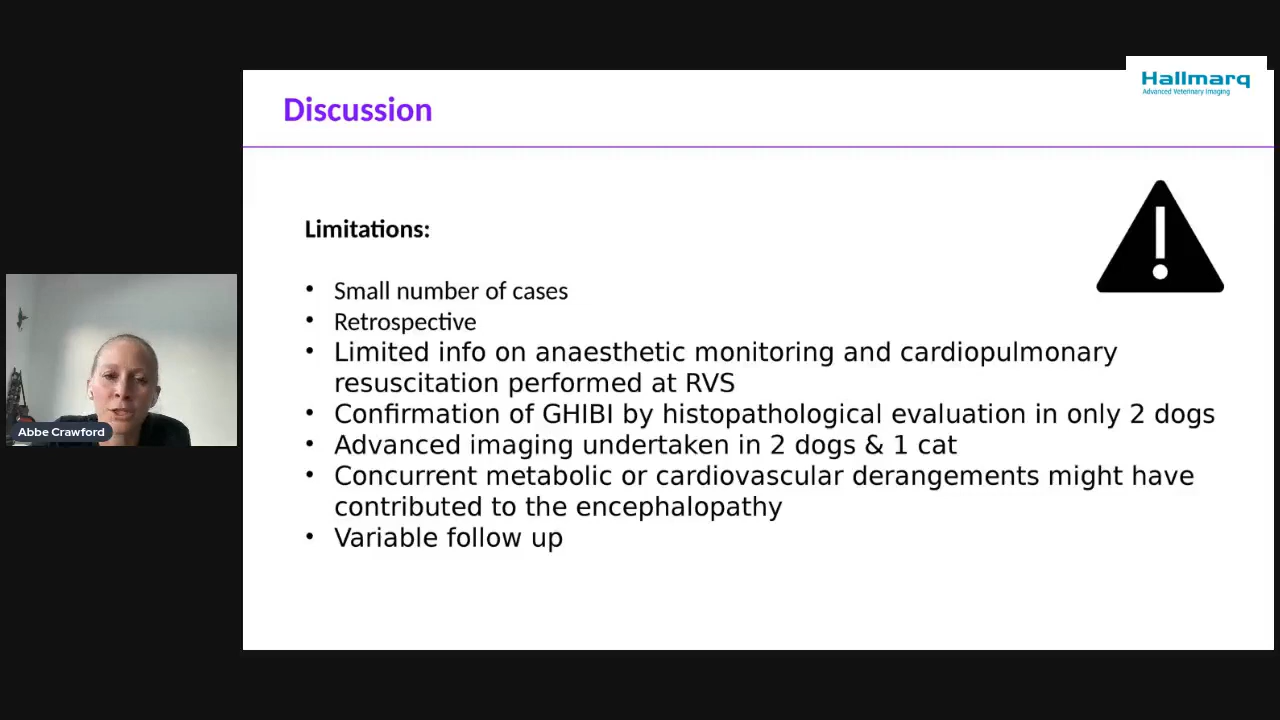 Hallmarq
Advanced Veterinary Imaging
Discussion
Limitations:
• Small number of cases
• Retrospective
• Limited info on anaesthetic monitoring and cardiopulmonary
resuscitation performed at RVS
• Confirmation of GHIBI by histopathological evaluation in only 2 dogs
• Advanced imaging undertaken in 2 dogs & 1 cat
• Concurrent metabolic or cardiovascular derangements might have
contributed to the encephalopathy
• Variable follow up
Abbe Crawford